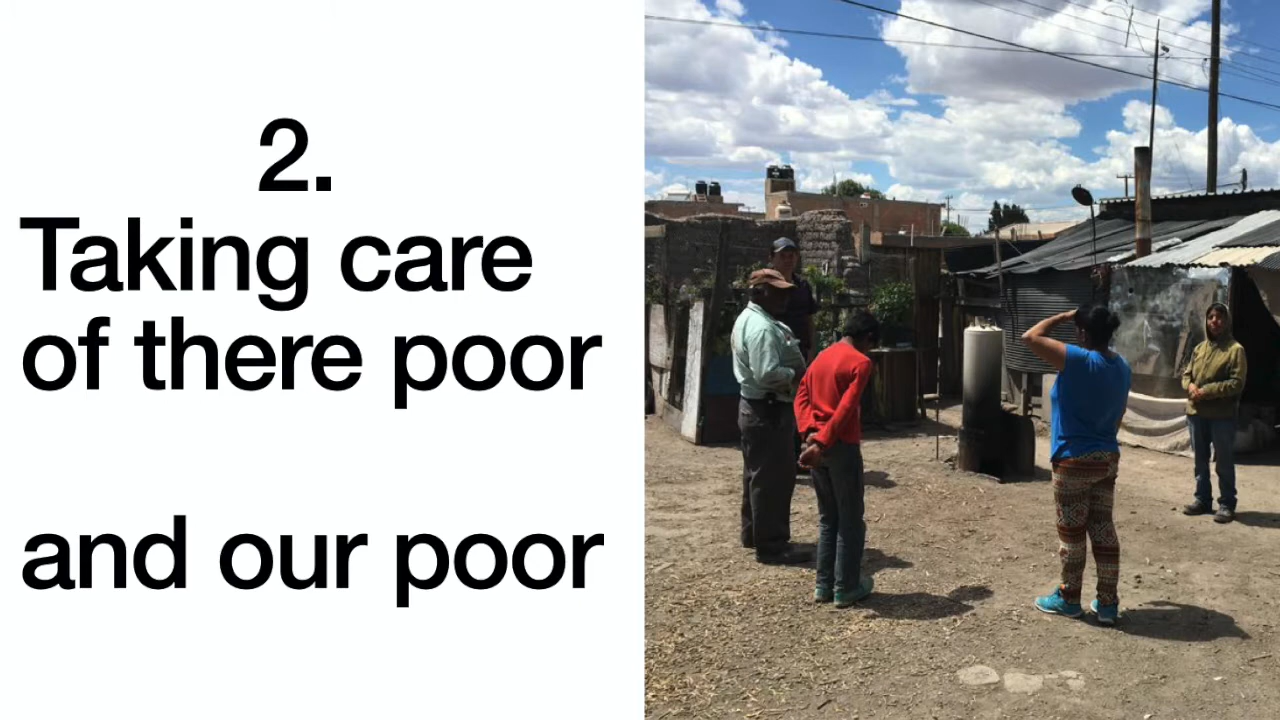 2.
Taking care
of there poor
and our poor